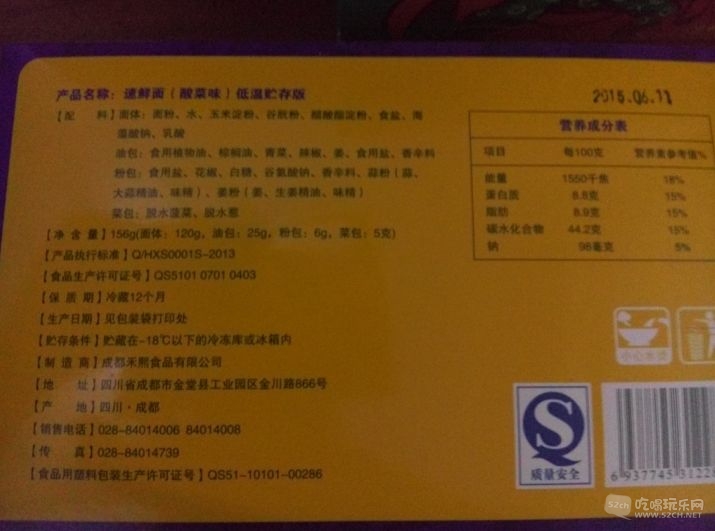 产品名称：速鲜面（酸菜味）低温贮存版
2015.06.11
【配 料】面体：面粉、水、玉米淀粉、谷朊粉、醋酸酯淀粉、食盐、海
藻酸钠、乳酸
油包：食用植物油、棕榈油、青菜、辣椒、姜、食用盐、香辛料
粉包：食用盐、花椒、白糖、谷氨酸钠、香辛料、蒜粉（蒜、
大蒜精油、味精）、姜粉（姜、生姜精油、味精）
菜包：脱水菠菜、脱水葱
【净 含 量】156g(面体：120g，油包：25g，粉包：6g，菜包：5克)
【产品执行标准】Q/HXS0001S-2013
【食品生产许可证号】QS5101 0701 0403
【保 质 期】冷藏12个月
【生产日期】见包装袋打印处
【贮存条件】贮藏在-18℃以下的冷冻库或冰箱内
【制 造 商】成都禾熙食品有限公司
【地 址】四川省成都市金堂县工业园区金川路866号
【产 地】四川·成都
【销售电话】028-84014006 84014008
【传 真】028-84014739
【食品用塑料包装生产许可证号】QS51-10101-00286
营养成分表
项目 每100克 营养素参考值%
能量 1550千焦 18%
蛋白质 8.8克 15%
脂肪 8.9克 15%
碳水化合物 44.2克 15%
钠 98毫克 5%
小心水烫
S
质量安全
6 937745 31220
52ch 吃喝玩乐网
WWW.52CH.NET